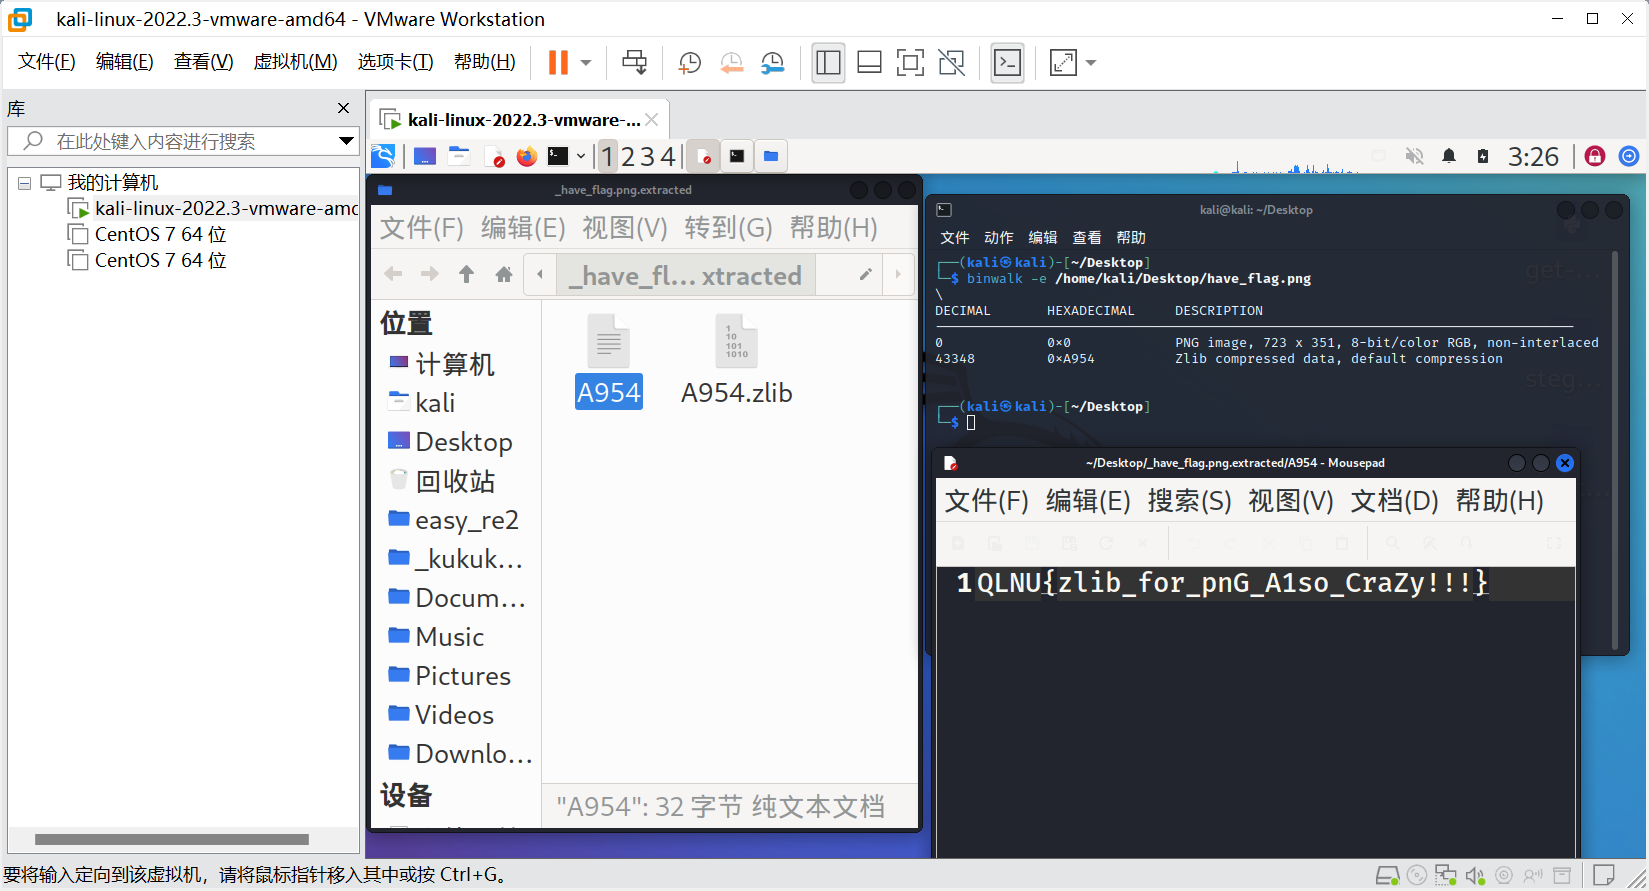 kali-linux-2022.3-vmware-amd64 - VMware Workstation
文件(F) 编辑(E) 查看(V) 虚拟机(M) 选项卡(T) 帮助(H)
库
在此处键入内容进行搜索
我的计算机
kali-linux-2022.3-vmware-amd
CentOS 7 64 位
CentOS 7 64 位
kali-linux-2022.3-vmware-...
1 2 3 4
3:26
_have_flag.png.extracted
文件(F) 编辑(E) 视图(V) 转到(G) 帮助(H)
_have_fl... xtracted
位置
计算机
kali
Desktop
回收站
easy_re2
_kukuk...
Docum...
Music
Pictures
Videos
Downlo...
设备
A954
A954.zlib
"A954": 32 字节 纯文本文档
kali@kali: ~/Desktop
文件 动作 编辑 查看 帮助
┌──(kali㉿kali)-[~/Desktop]
└─$ binwalk -e /home/kali/Desktop/have_flag.png
\
DECIMAL HEXADECIMAL DESCRIPTION
0 0×0 PNG image, 723 x 351, 8-bit/color RGB, non-interlaced
43348 0×A954 Zlib compressed data, default compression
┌──(kali㉿kali)-[~/Desktop]
└─$
get-...
steg...
~/Desktop/_have_flag.png.extracted/A954 - Mousepad
文件(F) 编辑(E) 搜索(S) 视图(V) 文档(D) 帮助(H)
1 QLNU{zlib_for_pnG_A1so_CraZy!!!}
要将输入定向到该虚拟机，请将鼠标指针移入其中或按 Ctrl+G。